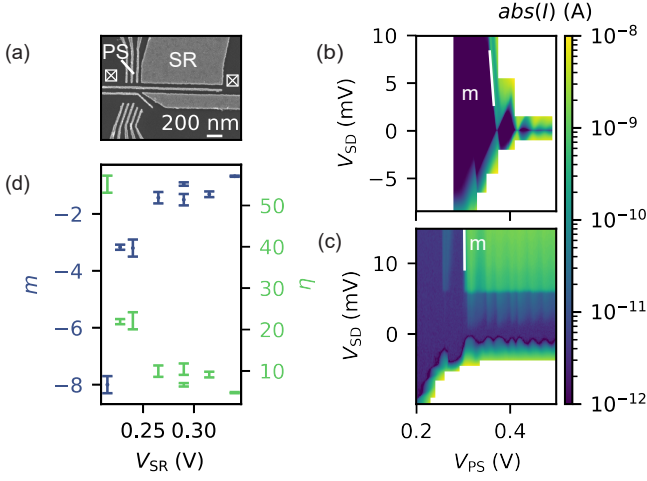 abs(I) (A)
(a)
PS
SR
200 nm
(b)
10
5
0
−5
V_SD (mV)
m
10⁻⁸
10⁻⁹
10⁻¹⁰
10⁻¹¹
10⁻¹²
(d)
−2
−4
−6
−8
m
50
40
30
20
10
η
0.25
0.30
V_SR (V)
(c)
10
0
V_SD (mV)
m
0.2
0.4
V_PS (V)